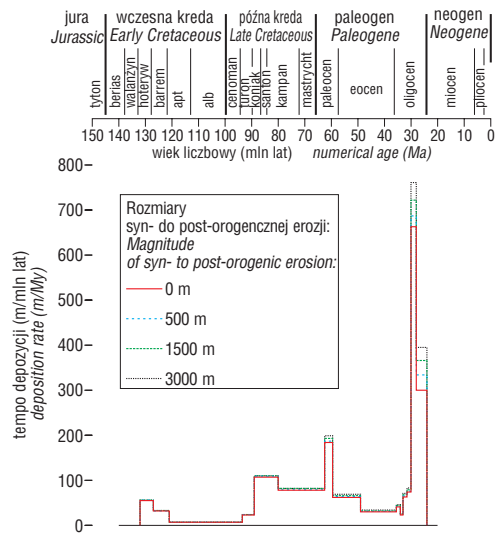 jura wczesna kreda późna kreda paleogen neogen
Jurassic Early Cretaceous Late Cretaceous Paleogene Neogene
tyton berias walanżyn hoteryw barrem apt alb cenoman turon koniak santon kampan mastrycht paleocen eocen oligocen miocen pliocen
150 140 130 120 110 100 90 80 70 60 50 40 30 20 10 0
wiek liczbowy (mln lat) numerical age (Ma)
800
700
600
500
400
300
200
100
0
tempo depozycji (m/mln lat)
deposition rate (m/My)
Rozmiary
syn- do post-orogencznej erozji:
Magnitude
of syn- to post-orogenic erosion:
0 m
500 m
1500 m
3000 m